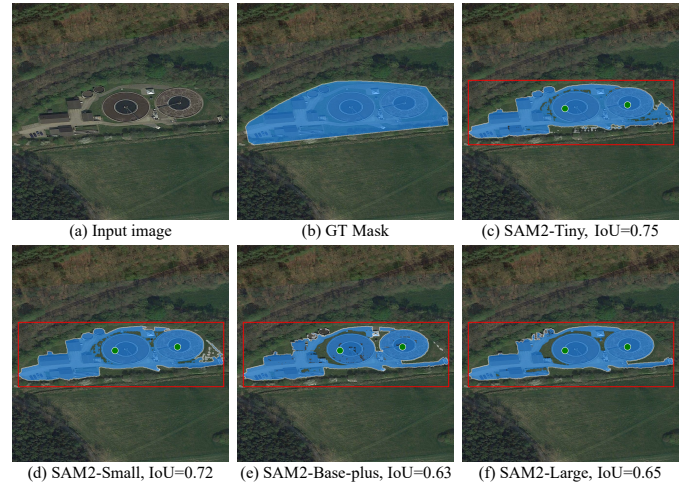 (a) Input image
(b) GT Mask
(c) SAM2-Tiny, IoU=0.75
(d) SAM2-Small, IoU=0.72
(e) SAM2-Base-plus, IoU=0.63
(f) SAM2-Large, IoU=0.65